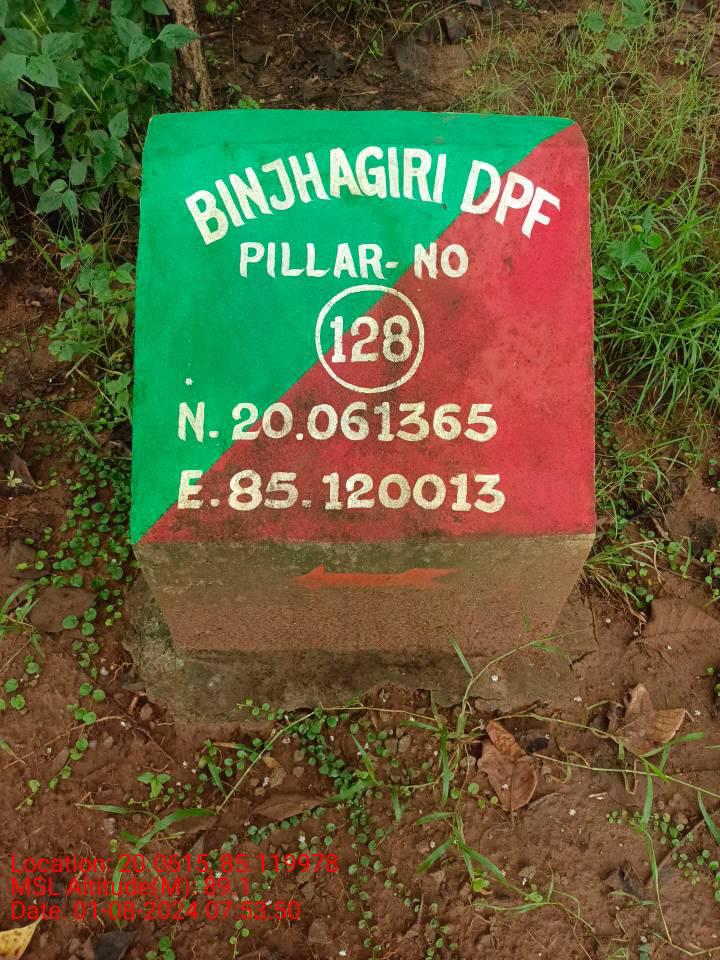 BINJHAGIRI DPF
PILLAR- NO
128
N. 20.061365
E. 85.120013
Location: 20.0615, 85.119978
MSL Altitude(M): 89.1
Date: 01-08-2024 07:53:50